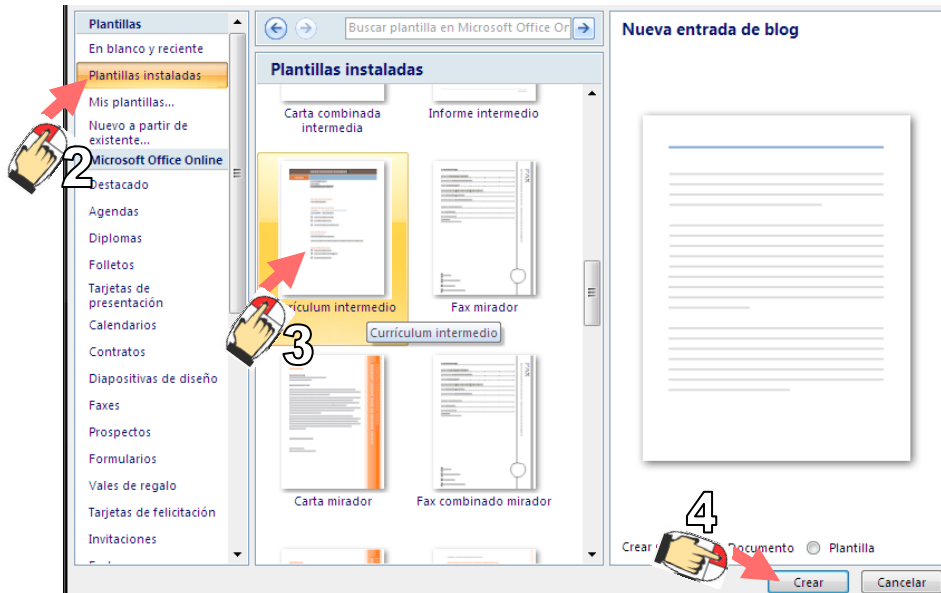 Plantillas
En blanco y reciente
Plantillas instaladas
Mis plantillas...
Nuevo a partir de
existente...
Microsoft Office Online
Destacado
Agendas
Diplomas
Folletos
Tarjetas de
presentación
Calendarios
Contratos
Diapositivas de diseño
Faxes
Prospectos
Formularios
Vales de regalo
Tarjetas de felicitación
Invitaciones
2
Buscar plantilla en Microsoft Office On
Plantillas instaladas
Carta combinada
intermedia
Informe intermedio
Currículum intermedio
Fax mirador
Currículum intermedio
3
Carta mirador
Fax combinado mirador
Nueva entrada de blog
4
Crear
Documento
Plantilla
Crear
Cancelar